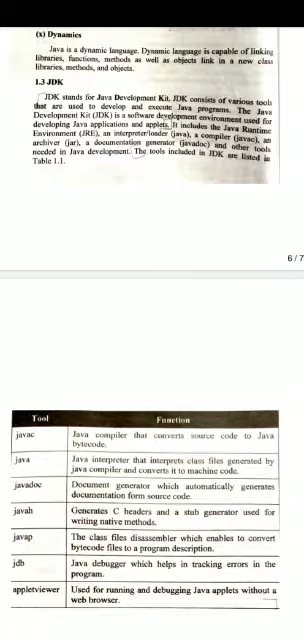 (x) Dynamics
Java is a dynamic language. Dynamic language is capable of linking
libraries, functions, methods as well as objects link in a new class
libraries, methods, and objects.
1.3 JDK
JDK stands for Java Development Kit. JDK consists of various tools
that are used to develop and execute Java programs. The Java
Development Kit (JDK) is a software development environment used for
developing Java applications and applets. It includes the Java Runtime
Environment (JRE), an interpreter/loader (java), a compiler (javac), an
archiver (jar), a documentation generator (javadoc) and other tools
needed in Java development. The tools included in JDK are listed in
Table 1.1.
6 / 7
Tool Function
javac Java compiler that converts source code to Java
bytecode.
java Java interpreter that interprets class files generated by
java compiler and converts it to machine code.
javadoc Document generator which automatically generates
documentation form source code.
javah Generates C headers and a stub generator used for
writing native methods.
javap The class files disassembler which enables to convert
bytecode files to a program description.
jdb Java debugger which helps in tracking errors in the
program.
appletviewer Used for running and debugging Java applets without a
web browser.